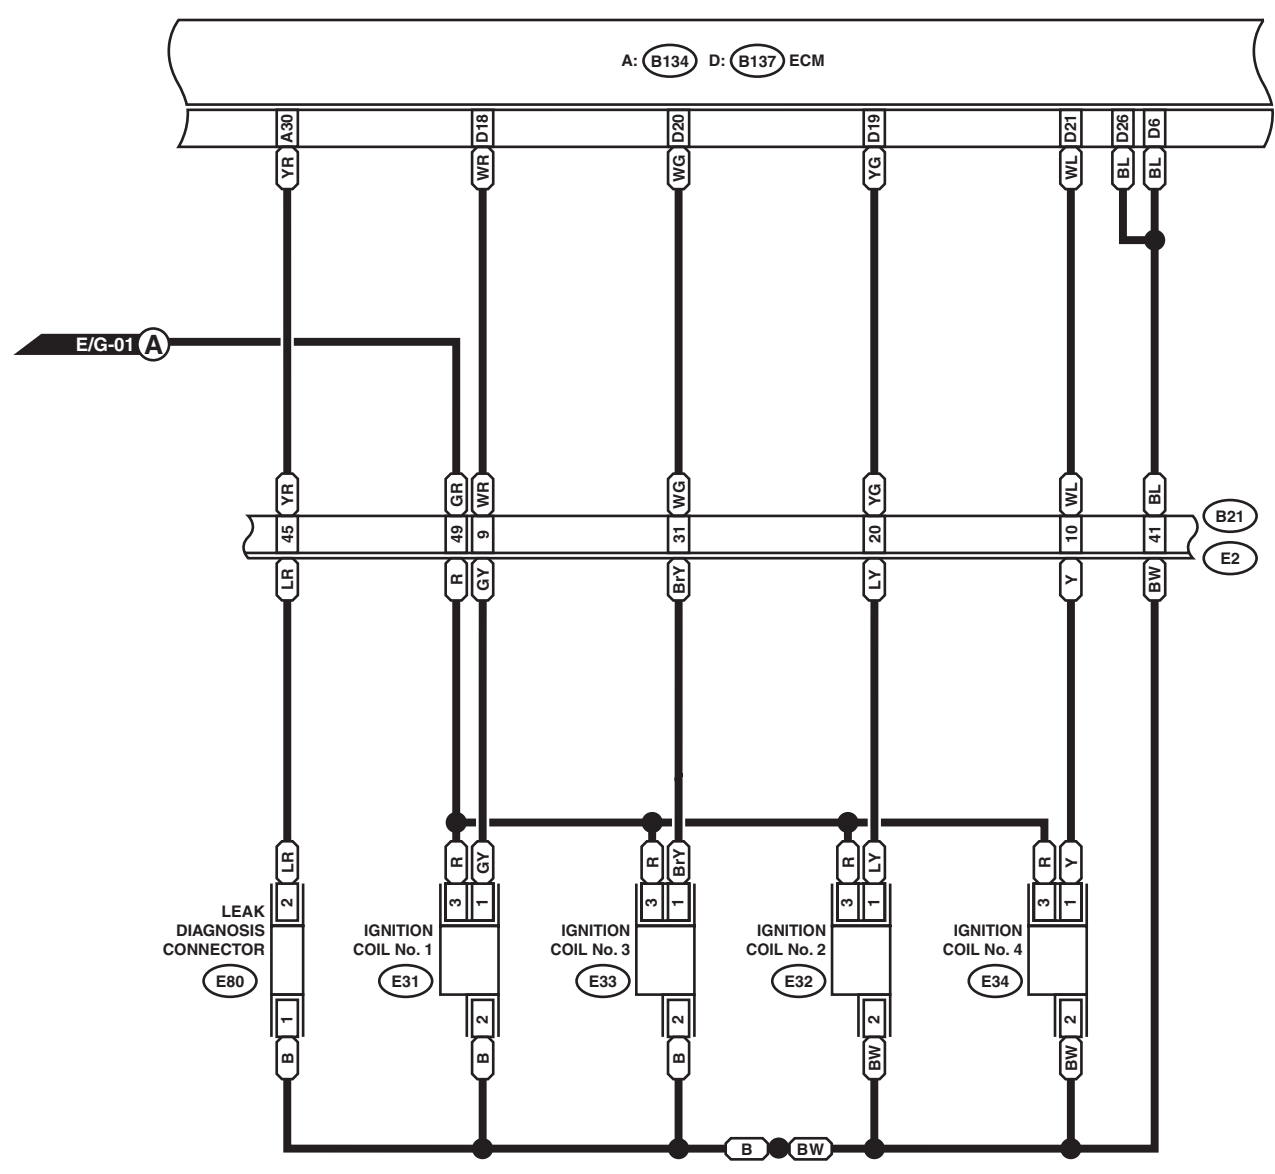 A: B134 D: B137 ECM
A30 D18 D20 D19 D21 D26 D6
YR WR WG YG WL BL BL
E/G-01 A
YR GR WR WG YG WL BL
B21
45 49 9 31 20 10 41
E2
LR R GY BrY LY Y BW
LR R GY R BrY R LY R Y
2 3 1 3 1 3 1 3 1
LEAK
DIAGNOSIS
CONNECTOR
E80
IGNITION
COIL No. 1
E31
IGNITION
COIL No. 3
E33
IGNITION
COIL No. 2
E32
IGNITION
COIL No. 4
E34
1 2 2 2 2
B B B BW BW
B BW